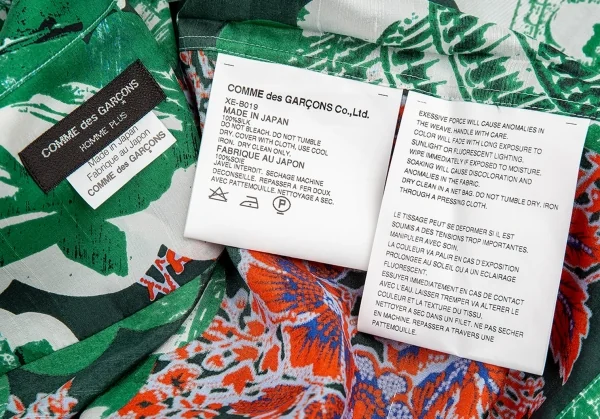 COMME des GARÇONS
HOMME PLUS
Made in Japan
Fabriqué au Japon
COMME des GARÇONS
COMME des GARÇONS Co.,Ltd.
XE-B019
MADE IN JAPAN
100%SILK
DO NOT BLEACH. DO NOT TUMBLE
DRY. COVER WITH CLOTH, USE COOL
IRON. DRY CLEAN ONLY.
FABRIQUE AU JAPON
100%SOIE
JAVEL INTERDIT. SECHAGE MACHINE
DECONSEILLE. REPASSER A FER DOUX
AVEC PATTEMOUILLE. NETTOYAGE A SEC.
P
EXESSIVE FORCE WILL CAUSE ANOMALIES IN
THE WEAVE. HANDLE WITH CARE.
COLOR WILL FADE WITH LONG EXPOSURE TO
SUNLIGHT OR FLUORESCENT LIGHTING.
WIPE IMMEDIATELY IF EXPOSED TO MOISTURE.
SOAKING WILL CAUSE DISCOLORATION AND
ANOMALIES IN THE FABRIC.
DRY CLEAN IN A NET BAG. DO NOT TUMBLE DRY. IRON
THROUGH A PRESSING CLOTH.
LE TISSAGE PEUT SE DEFORMER SI IL EST
SOUMIS A DES TENSIONS TROP IMPORTANTES.
MANIPULER AVEC SOIN.
LA COULEUR VA PALIR EN CAS D'EXPOSITION
PROLONGEE AU SOLEIL OU A UN ECLAIRAGE
FLUORESCENT.
ESSUYER IMMEDIATEMENT EN CAS DE CONTACT
AVEC L'EAU, LAISSER TREMPER VA ALTERER LE
COULEUR ET LA TEXTURE DU TISSU.
NETTOYER A SEC DANS UN FILET. NE PAS SECHER
EN MACHINE. REPASSER A TRAVERS UNE
PATTEMOUILLE.